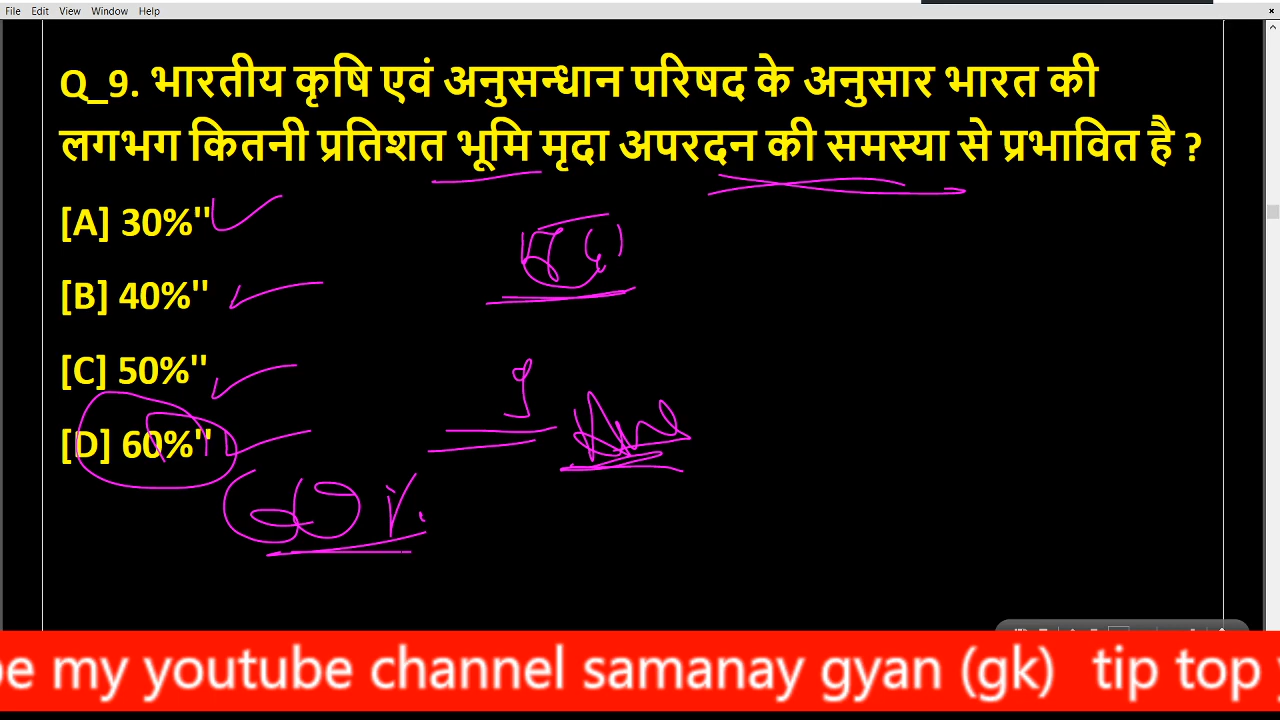 File Edit View Window Help
Q_9. भारतीय कृषि एवं अनुसन्धान परिषद के अनुसार भारत की
लगभग कितनी प्रतिशत भूमि मृदा अपरदन की समस्या से प्रभावित है ?
[A] 30%"
[B] 40%"
[C] 50%"
[D] 60%"
60 %
my youtube channel samanay gyan (gk) tip top